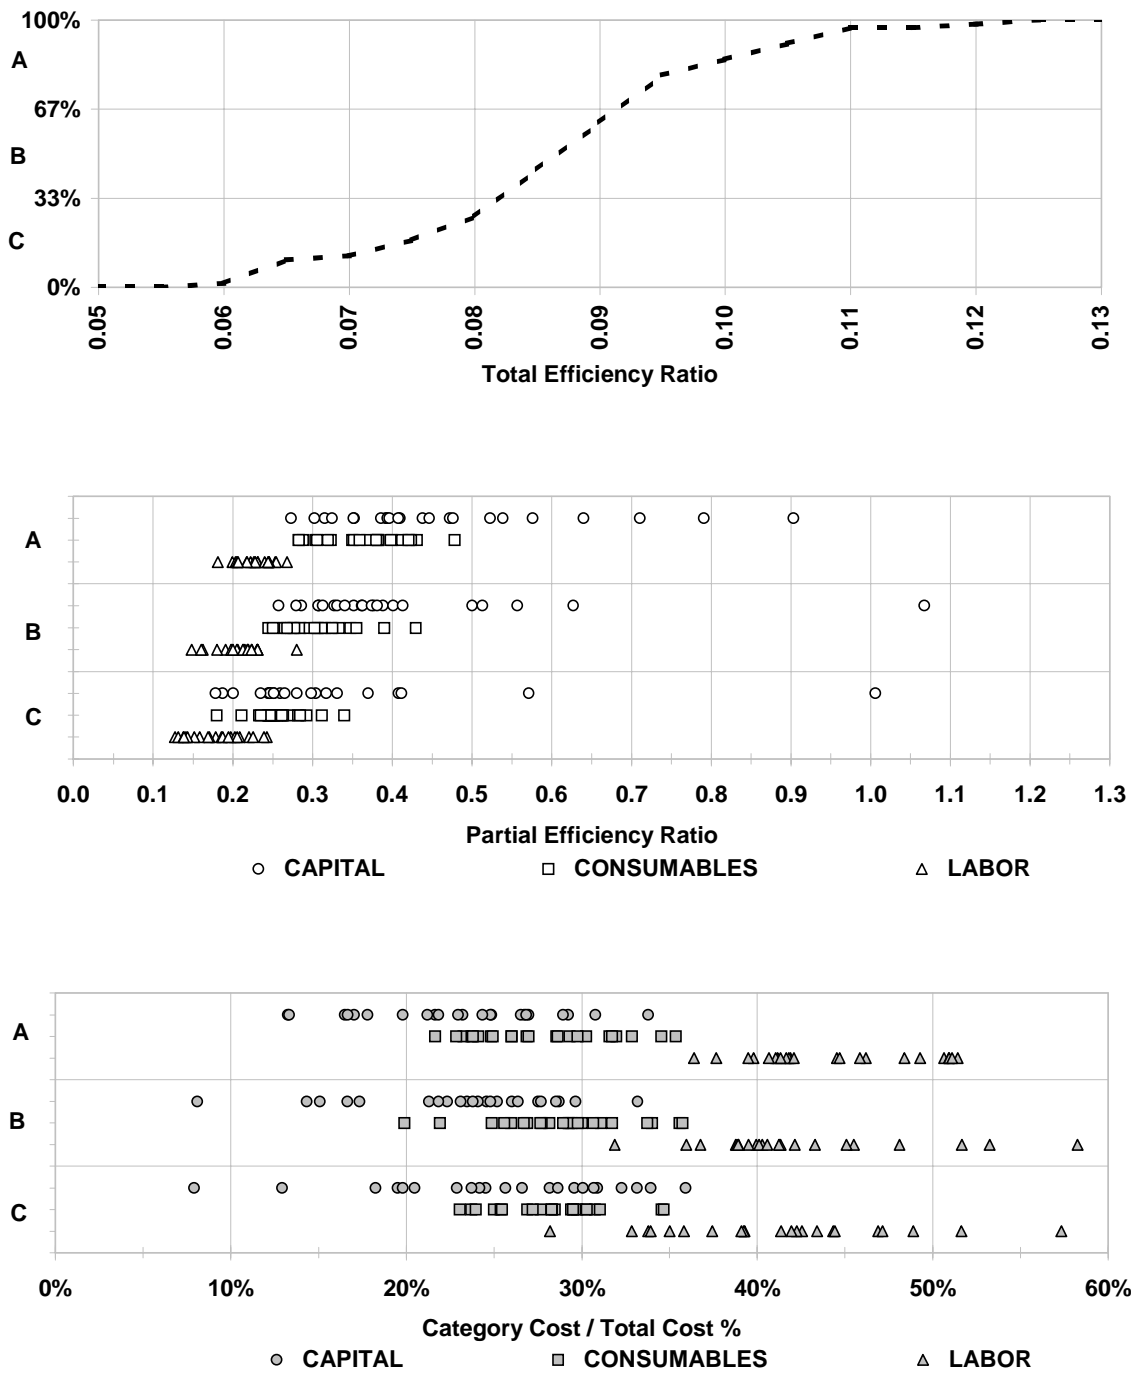 100%
A
67%
B
33%
C
0%
0.05 0.06 0.07 0.08 0.09 0.10 0.11 0.12 0.13
Total Efficiency Ratio
A
B
C
0.0 0.1 0.2 0.3 0.4 0.5 0.6 0.7 0.8 0.9 1.0 1.1 1.2 1.3
Partial Efficiency Ratio
CAPITAL CONSUMABLES LABOR
A
B
C
0% 10% 20% 30% 40% 50% 60%
Category Cost / Total Cost %
CAPITAL CONSUMABLES LABOR